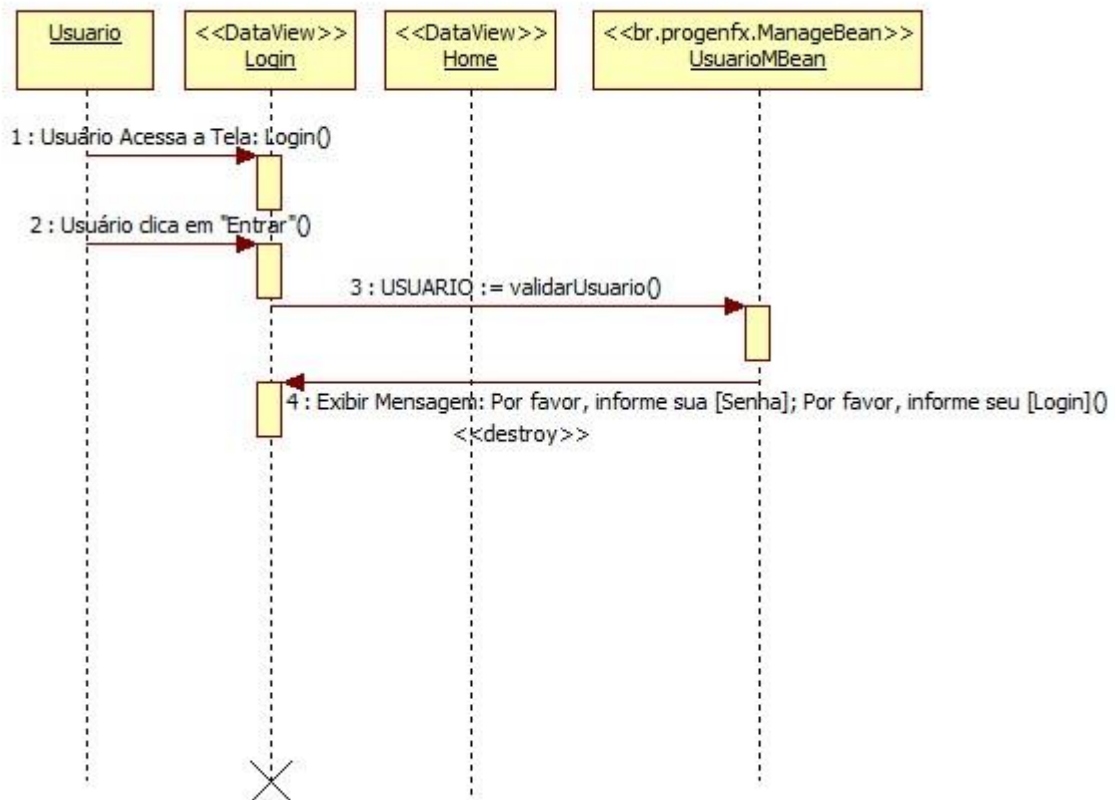 Usuario
<<DataView>>
Login
<<DataView>>
Home
<<br.progenfx.ManageBean>>
UsuarioMBean
1 : Usuário Acessa a Tela: Login()
2 : Usuário clica em "Entrar"()
3 : USUARIO := validarUsuario()
4 : Exibir Mensagem: Por favor, informe sua [Senha]; Por favor, informe seu [Login]()
<<destroy>>